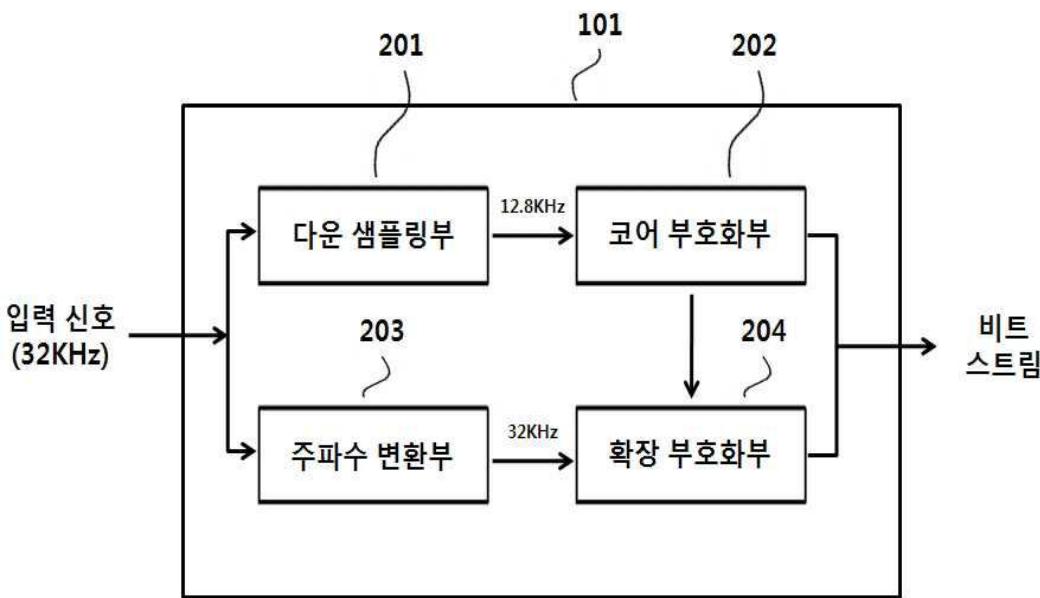 101
201
202
12.8KHz
다운 샘플링부
코어 부호화부
입력 신호
(32KHz)
203
204
비트
스트림
32KHz
주파수 변환부
확장 부호화부